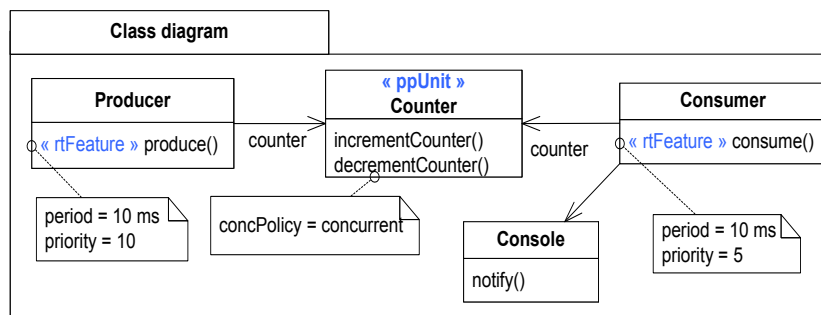 Class diagram
Producer
« rtFeature » produce()
period = 10 ms
priority = 10
counter
« ppUnit »
Counter
incrementCounter()
decrementCounter()
concPolicy = concurrent
counter
Consumer
« rtFeature » consume()
period = 10 ms
priority = 5
Console
notify()